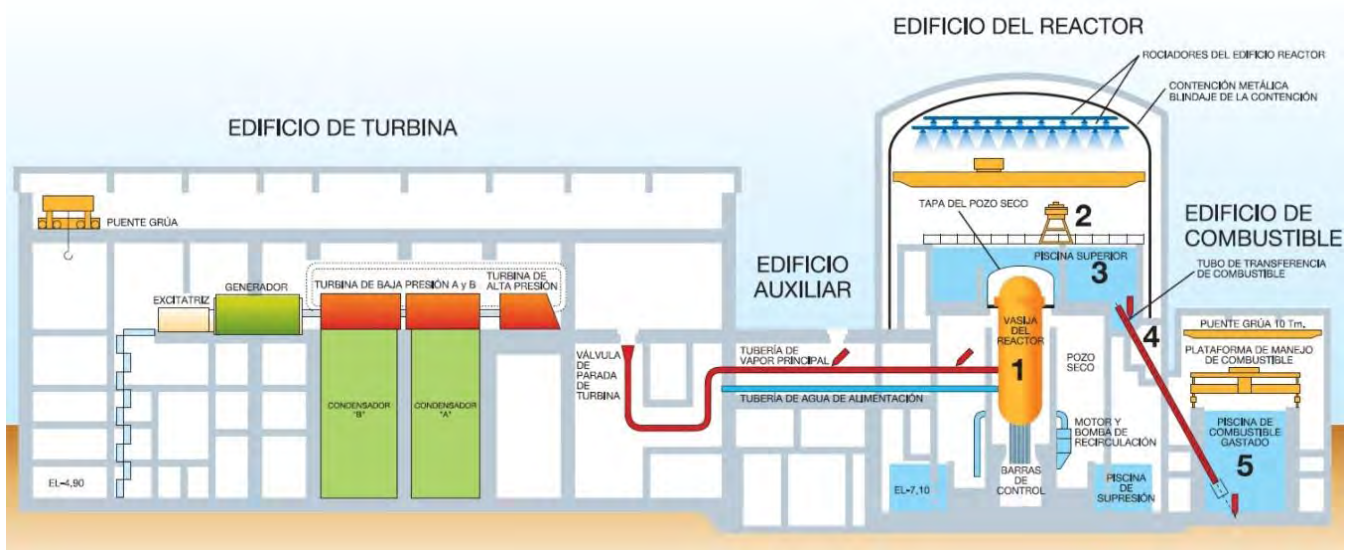 EDIFICIO DEL REACTOR
ROCIADORES DEL EDIFICIO REACTOR
CONTENCIÓN METÁLICA
BLINDAJE DE LA CONTENCIÓN
EDIFICIO DE TURBINA
PUENTE GRÚA
TAPA DEL POZO SECO
2
EDIFICIO DE
COMBUSTIBLE
TUBO DE TRANSFERENCIA
DE COMBUSTIBLE
PISCINA SUPERIOR
3
EDIFICIO
AUXILIAR
EXCITATRIZ
GENERADOR
TURBINA DE BAJA PRESIÓN A y B
TURBINA DE
ALTA PRESIÓN
VASIJA
DEL
REACTOR
1
4
PUENTE GRÚA 10 Tm.
PLATAFORMA DE MANEJO
DE COMBUSTIBLE
VÁLVULA
DE
PARADA
DE
TURBINA
TUBERÍA DE
VAPOR PRINCIPAL
POZO
SECO
TUBERÍA DE AGUA DE ALIMENTACIÓN
CONDENSADOR
"B"
CONDENSADOR
"A"
MOTOR Y
BOMBA DE
RECIRCULACIÓN
PISCINA DE
COMBUSTIBLE
GASTADO
5
EL-4,90
EL-7,10
BARRAS
DE
CONTROL
PISCINA
DE
SUPRESIÓN